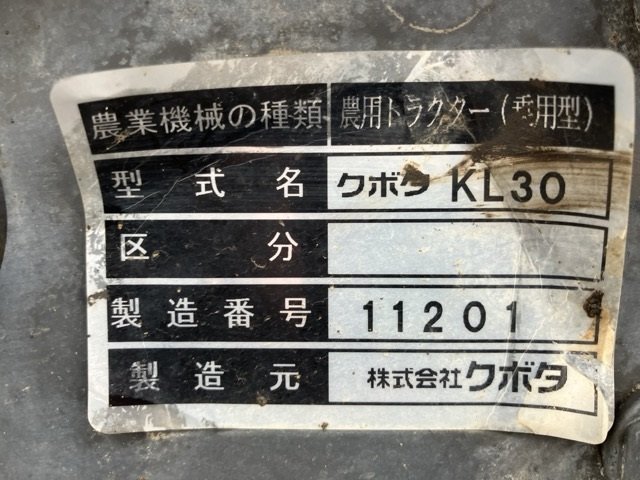 農業機械の種類 農用トラクター(乗用型)
型式名 クボタ KL30
区分
製造番号 11201
製造元 株式会社クボタ